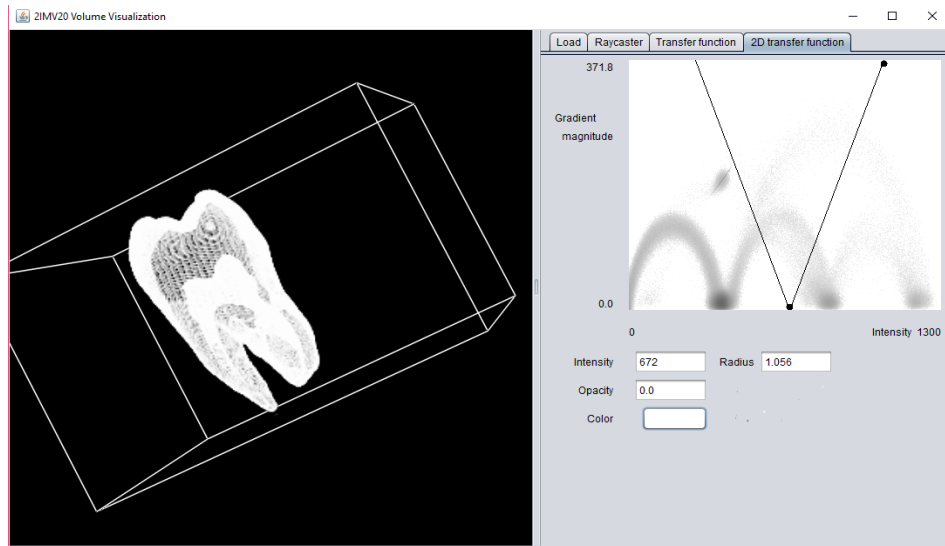 2IMV20 Volume Visualization
Load Raycaster Transfer function 2D transfer function
371.8
Gradient
magnitude
0.0
0 Intensity 1300
Intensity 672 Radius 1.056
Opacity 0.0
Color